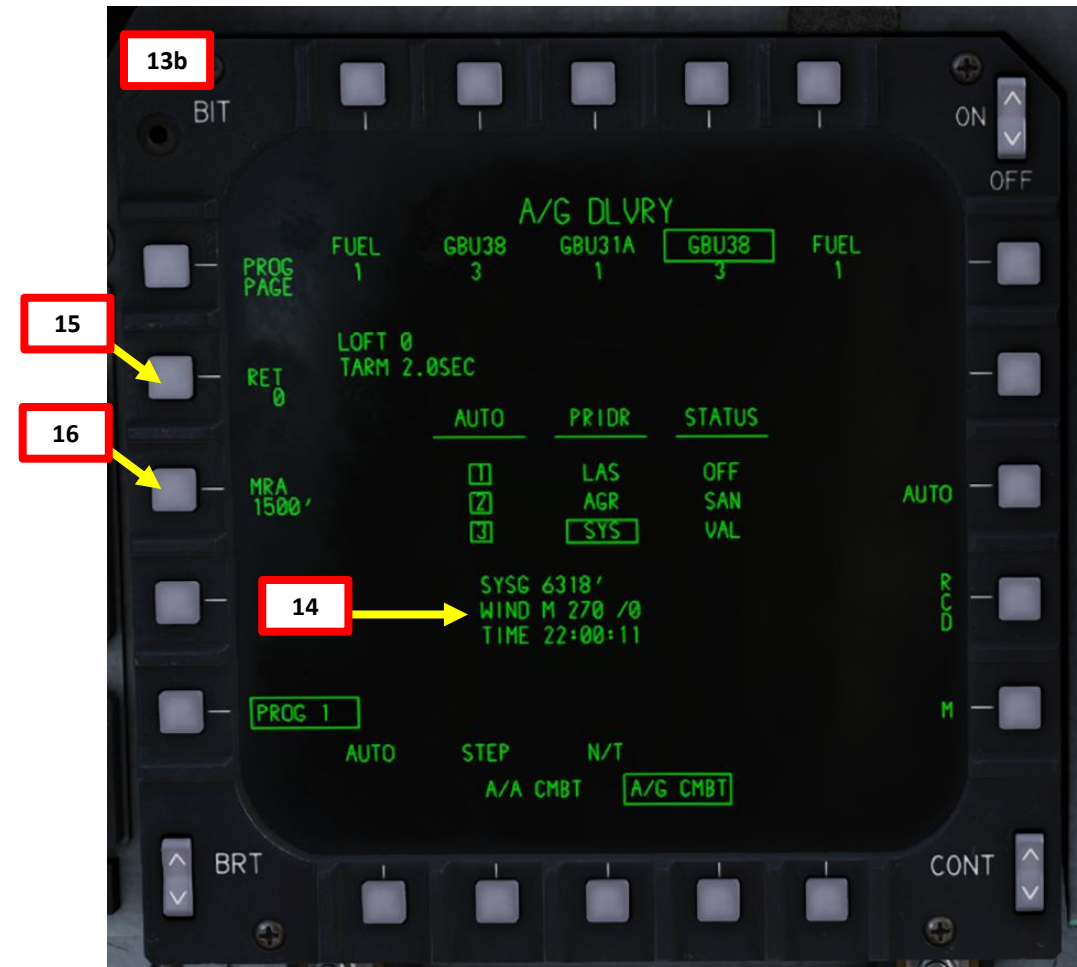 13b
BIT
ON
OFF
A/G DLVRY
FUEL GBU38 GBU31A GBU38 FUEL
1 3 1 3 1
PROG
PAGE
15
LOFT 0
TARM 2.0SEC
RET
0
AUTO PRIDR STATUS
16
1 LAS OFF
MRA
1500'
2 AGR SAN
AUTO
3 SYS VAL
SYSG 6318'
14
WIND M 270 /0
TIME 22:00:11
R
C
D
PROG 1
M
AUTO STEP N/T
A/A CMBT A/G CMBT
BRT
CONT